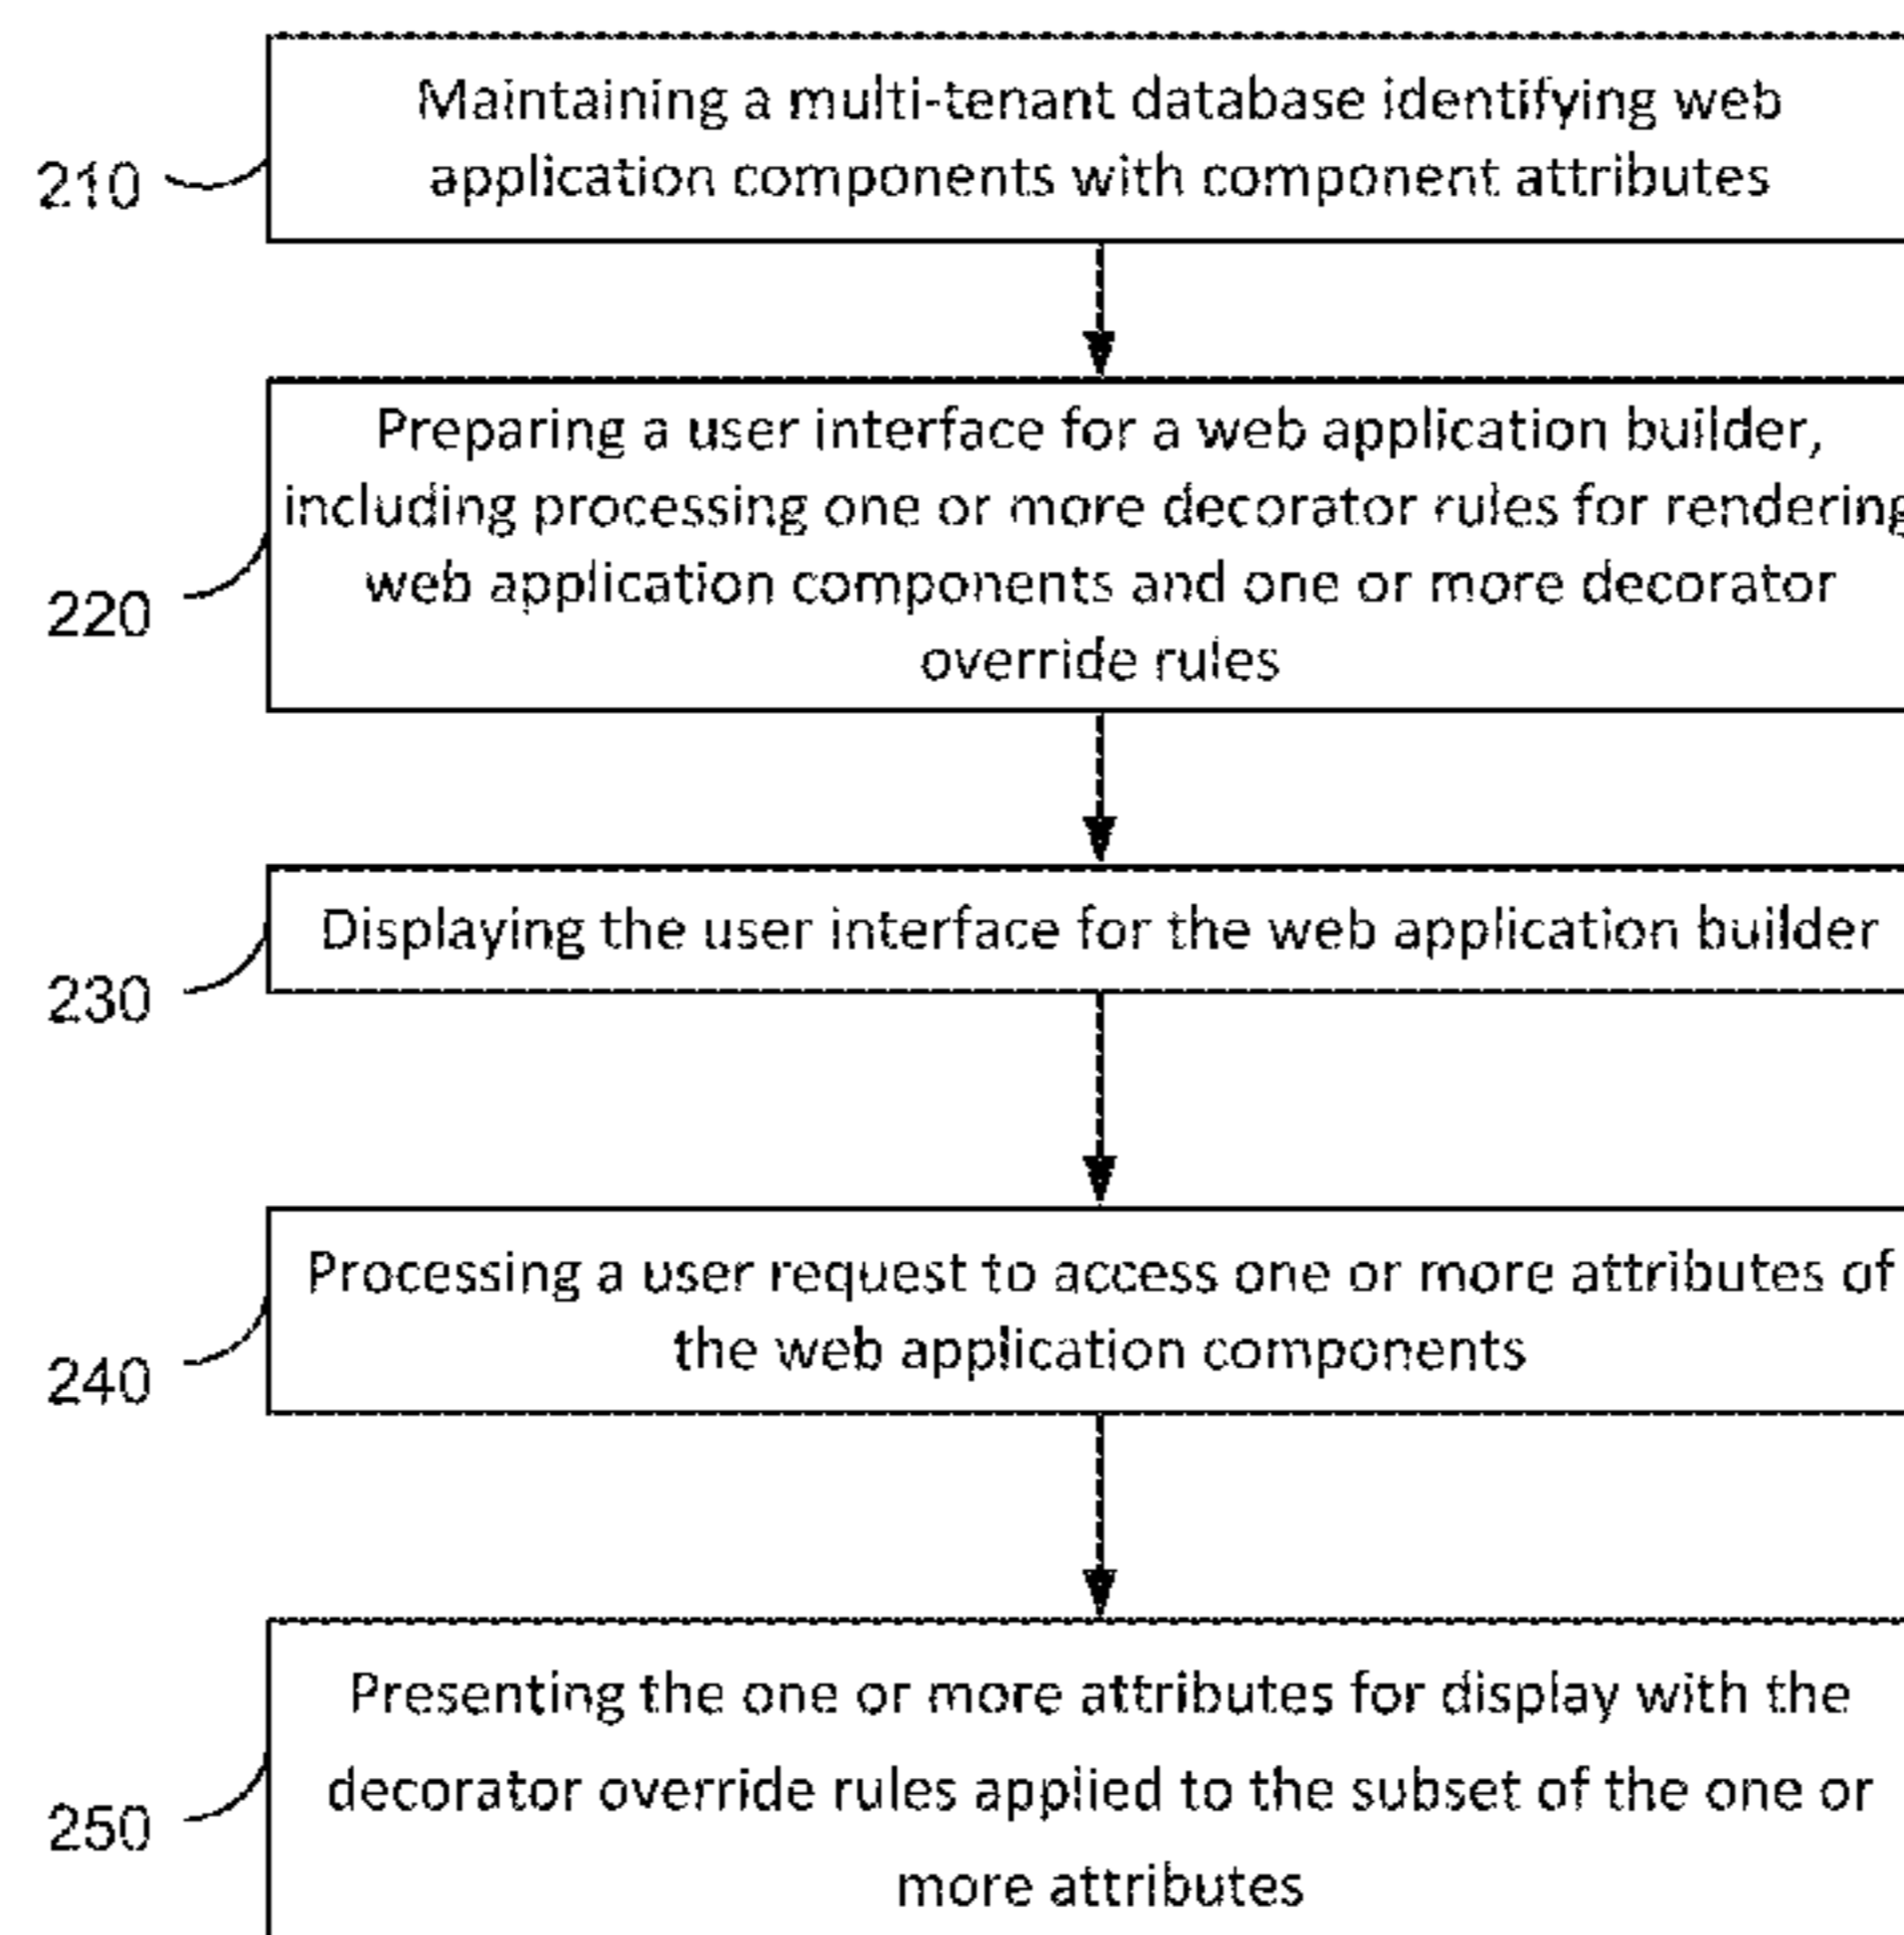 Maintaining a multi-tenant database identifying web
application components with component attributes
210
Preparing a user interface for a web application builder,
including processing one or more decorator rules for rendering
web application components and one or more decorator
override rules
220
Displaying the user interface for the web application builder
230
Processing a user request to access one or more attributes of
the web application components
240
Presenting the one or more attributes for display with the
decorator override rules applied to the subset of the one or
more attributes
250